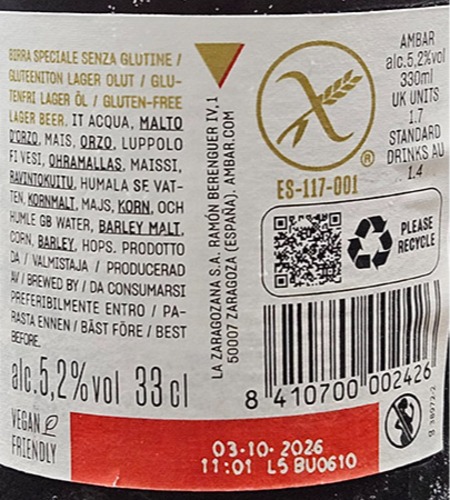 BIRRA SPECIALE SENZA GLUTINE /
GLUTEENITON LAGER OLUT / GLU-
TENFRI LAGER ÖL / GLUTEN-FREE
LAGER BEER. IT ACQUA, MALTO
D'ORZO, MAIS, ORZO, LUPPOLO
FI VESI, OHRAMALLAS, MAISSI,
RAVINTOKUITU, HUMALA SE VAT-
TEN, KORNMALT, MAJS, KORN, OCH
HUMLE GB WATER, BARLEY MALT,
CORN, BARLEY, HOPS. PRODOTTO
DA / VALMISTAJA / PRODUCERAD
AV / BREWED BY / DA CONSUMARSI
PREFERIBILMENTE ENTRO / PA-
RASTA ENNEN / BÄST FÖRE / BEST
BEFORE.
alc.5,2%vol 33 cl
VEGAN
FRIENDLY
LA ZARAGOZANA S.A. RAMÓN BERENGUER IV, 1
50007 ZARAGOZA (ESPAÑA), AMBAR.COM
®
ES-117-001
AMBAR
alc.5,2%vol
330ml
UK UNITS
1.7
STANDARD
DRINKS AU
1.4
PLEASE
RECYCLE
8 410700 002426
03-10- 2026
11:01 L5 BU0610